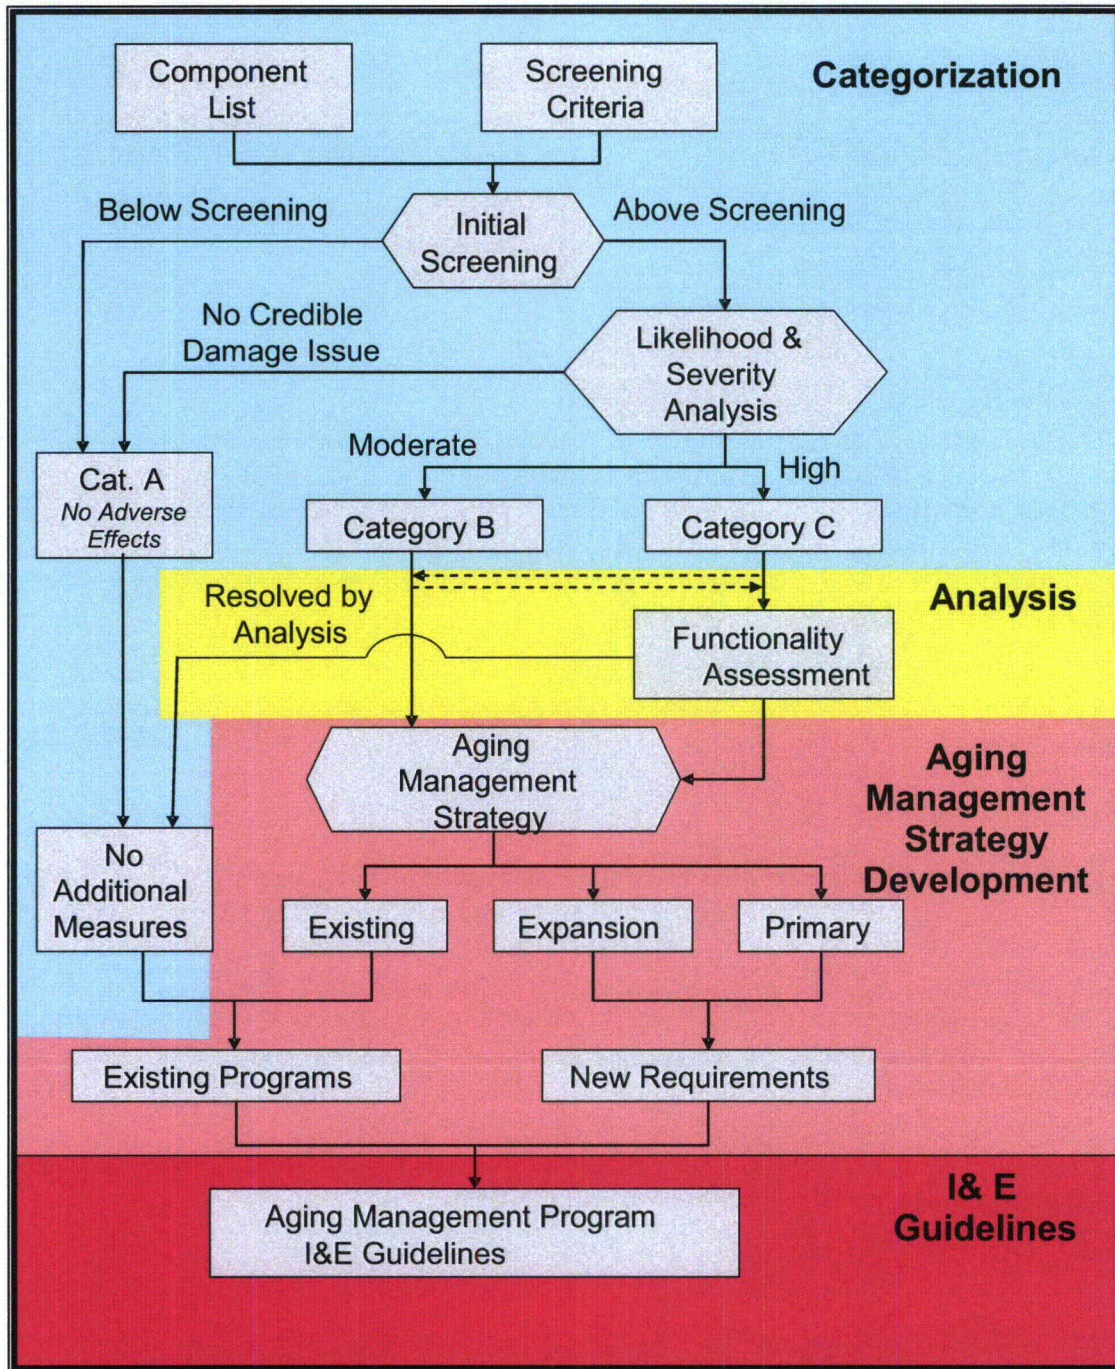 Component
List
Screening
Criteria
Categorization
Below Screening
Initial
Screening
Above Screening
No Credible
Damage Issue
Likelihood &
Severity
Analysis
Moderate
High
Cat. A
No Adverse
Effects
Category B
Category C
Resolved by
Analysis
Analysis
Functionality
Assessment
Aging
Management
Strategy
Aging
Management
Strategy
Development
No
Additional
Measures
Existing
Expansion
Primary
Existing Programs
New Requirements
I& E
Guidelines
Aging Management Program
I&E Guidelines